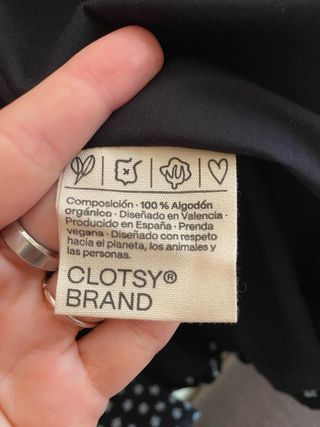 Composición · 100% Algodón
orgánico · Diseñado en Valencia ·
Producido en España · Prenda
vegana · Diseñado con respeto
hacia el planeta, los animales y
las personas.
CLOTSY®
BRAND